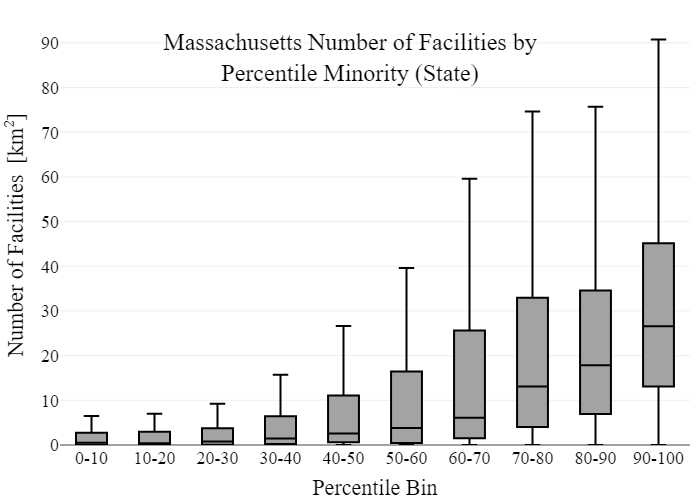 Massachusetts Number of Facilities by
Percentile Minority (State)
Number of Facilities [km²]
90
80
70
60
50
40
30
20
10
0
0-10 10-20 20-30 30-40 40-50 50-60 60-70 70-80 80-90 90-100
Percentile Bin